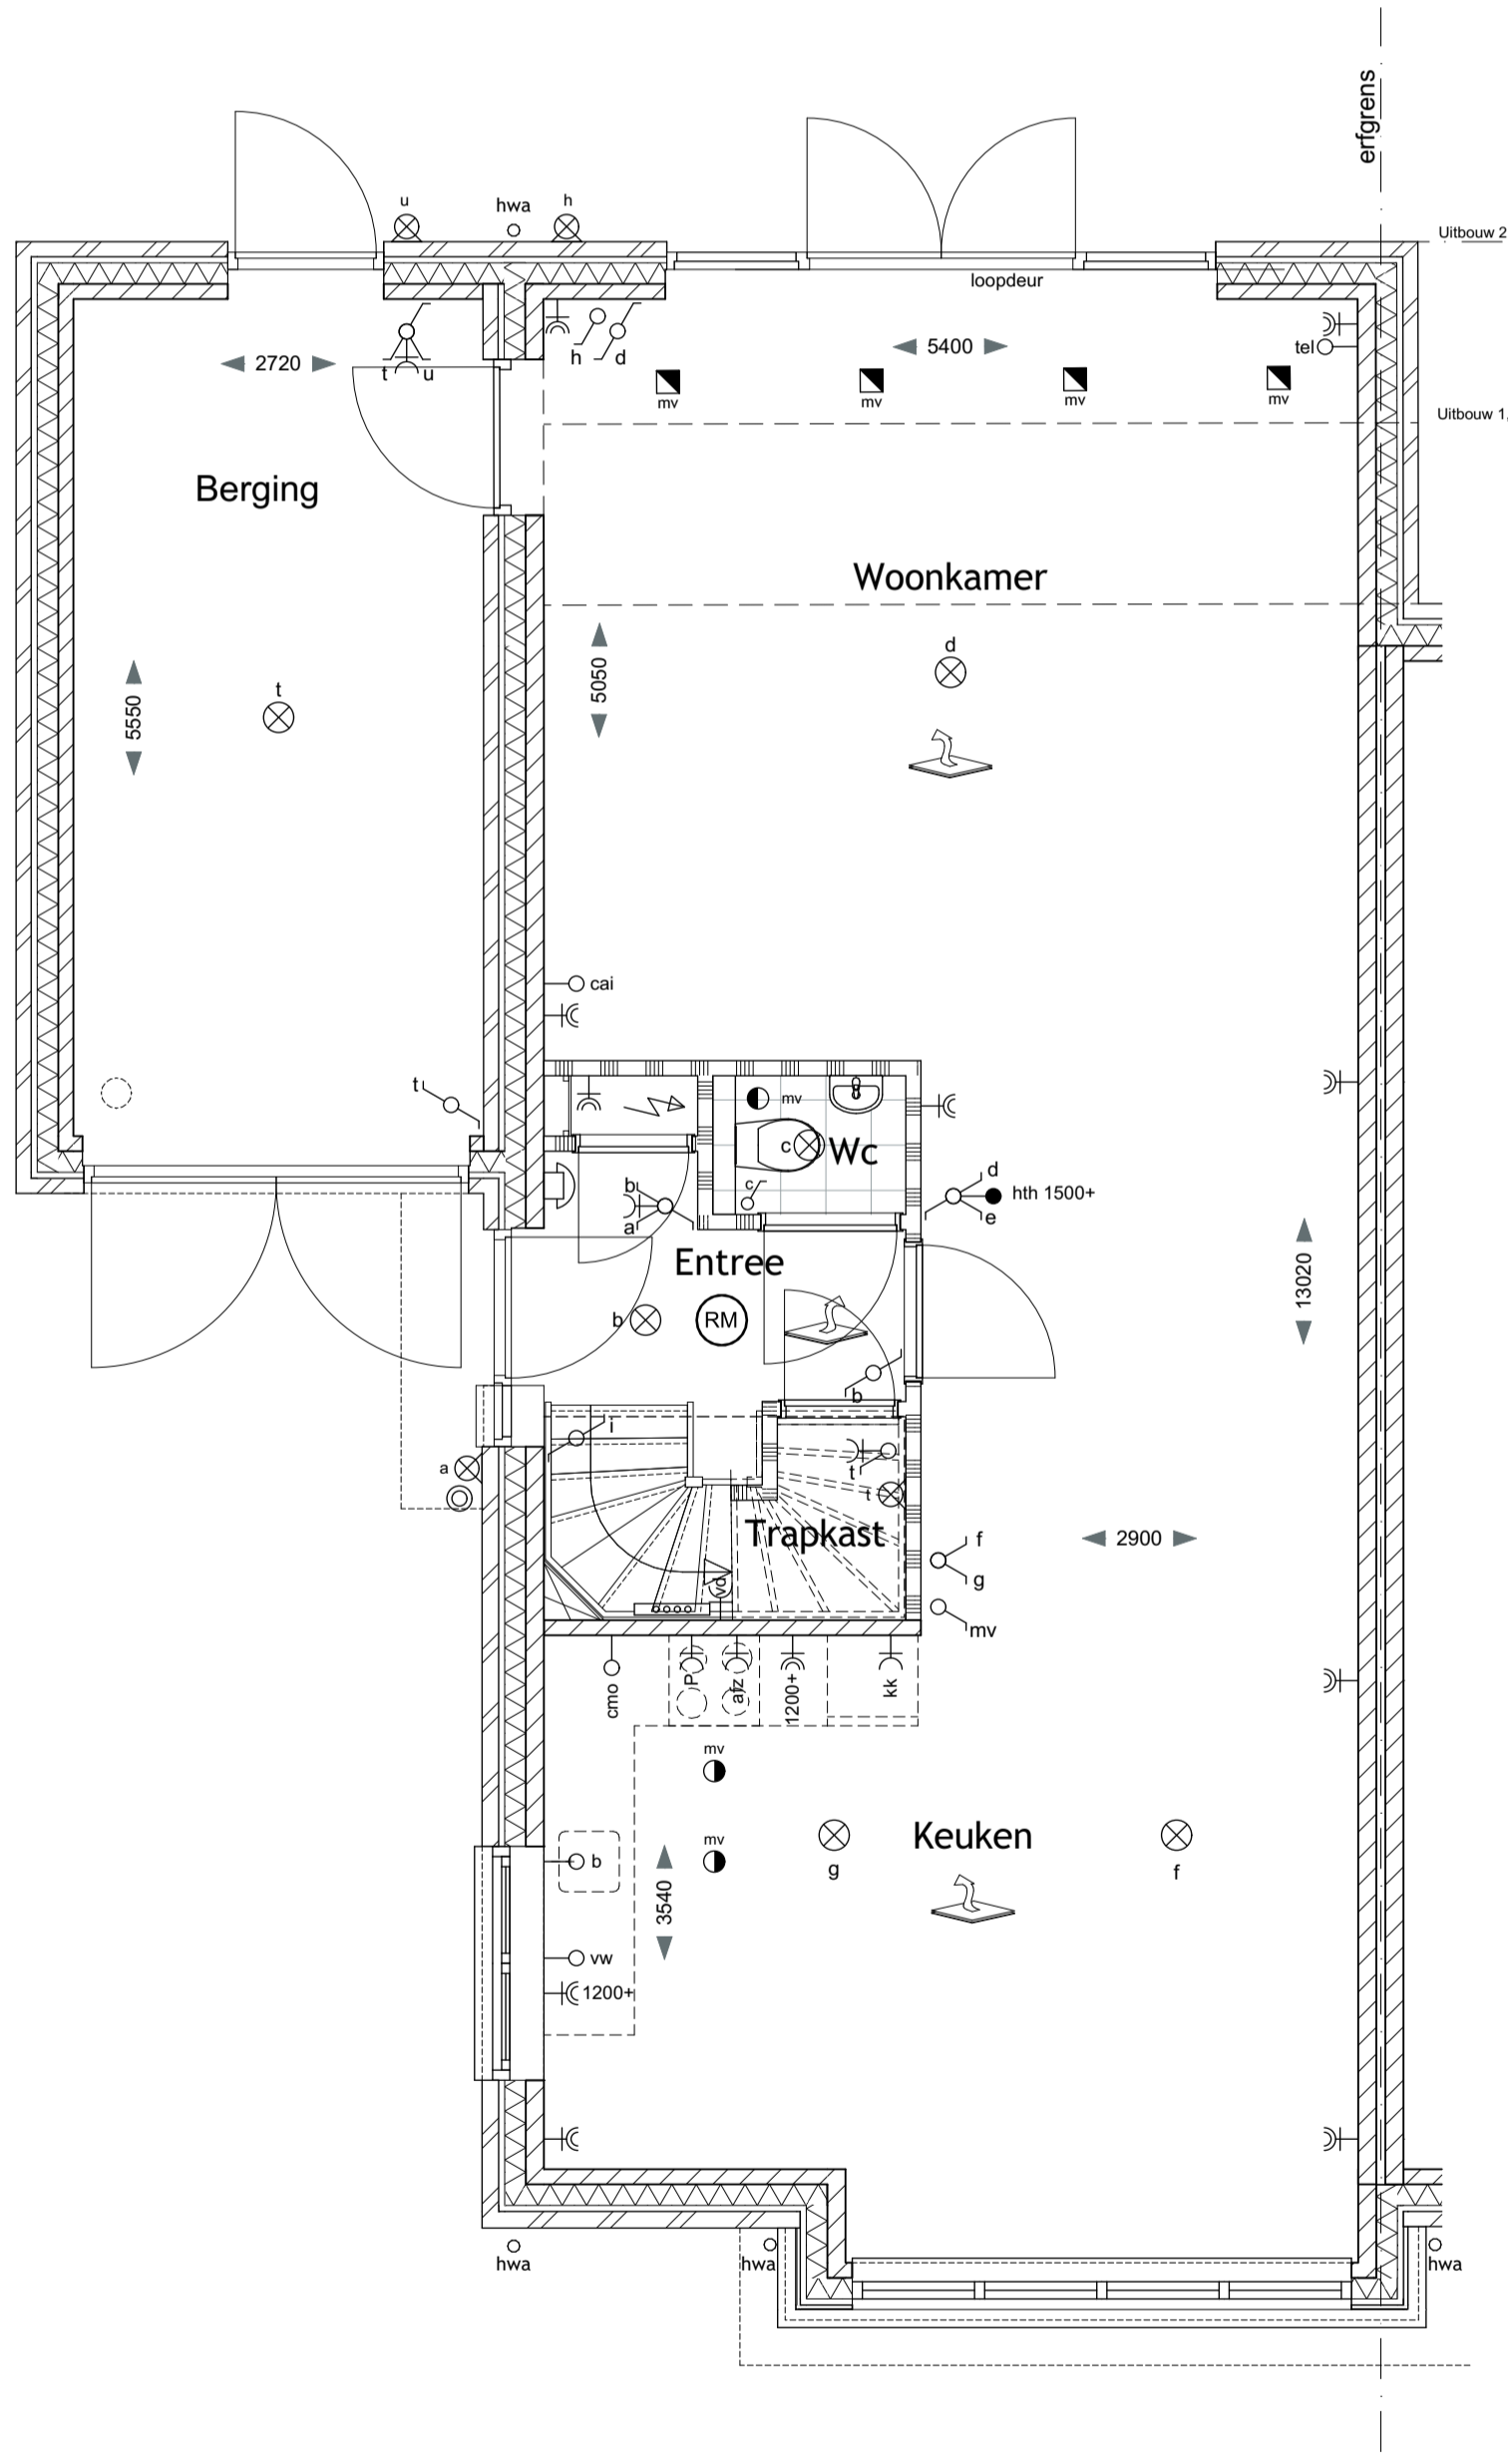 erfgrens
u
hwa
h
Uitbouw 2
loopdeur
2720
t
u
h
d
5400
tel
mv
mv
mv
mv
Uitbouw 1,
Berging
Woonkamer
d
5050
5550
t
cai
t
mv
c
Wc
c
b
a
d
hth 1500+
e
Entree
b
RM
13020
b
i
a
t
t
Trapkast
2900
f
g
vd
mv
cmo
P
afz
1200+
kk
mv
mv
g
Keuken
f
b
3540
vw
1200+
hwa
hwa
hwa